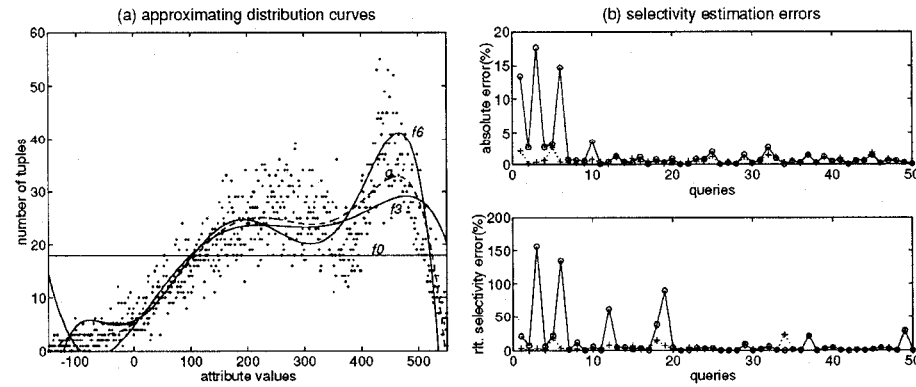 (a) approximating distribution curves
60
50
40
30
20
10
0
number of tuples
f6
g
f3
f0
-100 0 100 200 300 400 500
attribute values
(b) selectivity estimation errors
20
15
10
5
0
absolute error(%)
0 10 20 30 40 50
queries
200
150
100
50
0
rlt. selectivity error(%)
0 10 20 30 40 50
queries